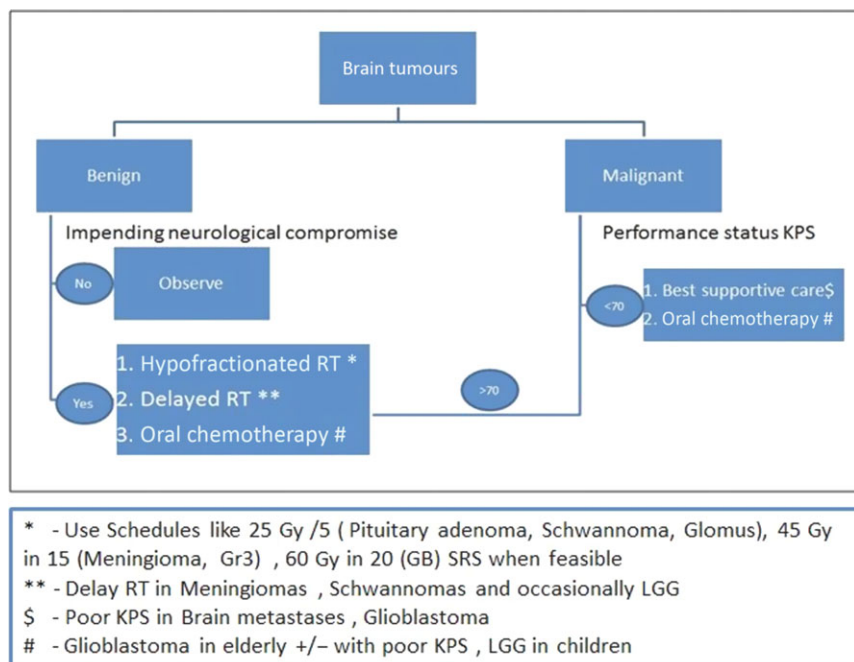 Brain tumours
Benign
Malignant
Impending neurological compromise
Performance status KPS
No
Observe
<70
1. Best supportive care$
2. Oral chemotherapy #
Yes
1. Hypofractionated RT *
2. Delayed RT **
3. Oral chemotherapy #
>70
* - Use Schedules like 25 Gy /5 ( Pituitary adenoma, Schwannoma, Glomus), 45 Gy
in 15 (Meningioma, Gr3) , 60 Gy in 20 (GB) SRS when feasible
** - Delay RT in Meningiomas , Schwannomas and occasionally LGG
$ - Poor KPS in Brain metastases , Glioblastoma
# - Glioblastoma in elderly +/− with poor KPS , LGG in children